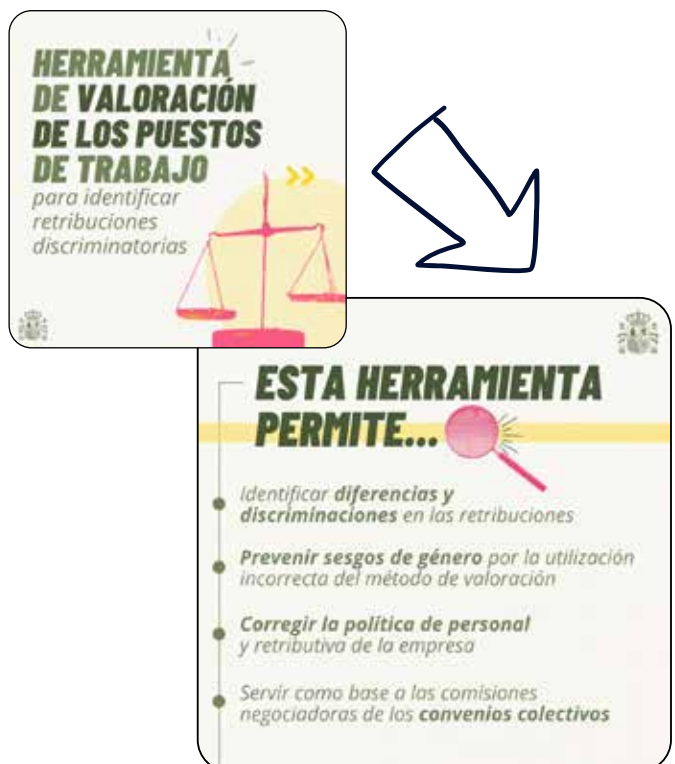 HERRAMIENTA
DE VALORACIÓN
DE LOS PUESTOS
DE TRABAJO
para identificar
retribuciones
discriminatorias
ESTA HERRAMIENTA
PERMITE...
Identificar diferencias y
discriminaciones en las retribuciones
Prevenir sesgos de género por la utilización
incorrecta del método de valoración
Corregir la política de personal
y retributiva de la empresa
Servir como base a las comisiones
negociadoras de los convenios colectivos